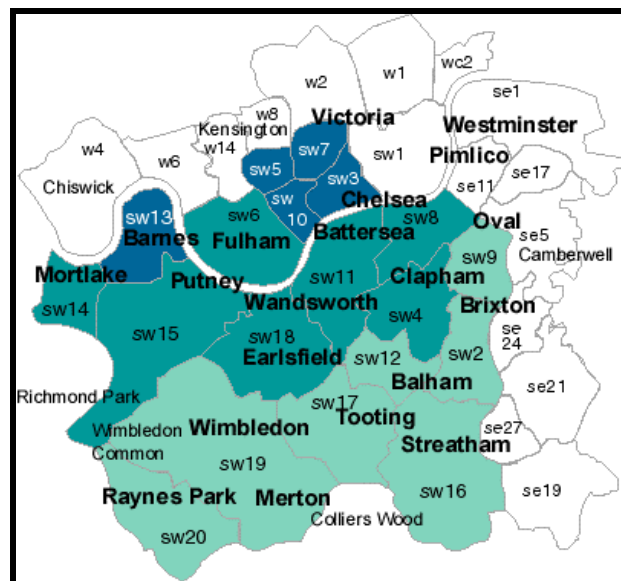 wc2
w1
w2
se1
w8
Victoria
Westminster
Kensington
w4
w6
w14
sw7
sw1
Pimlico
sw5
sw3
se17
Chiswick
se11
sw
10
Chelsea
sw13
sw6
sw8
Oval
Barnes
Fulham
Battersea
se5
Camberwell
sw9
Mortlake
Putney
sw11
Clapham
Wandsworth
Brixton
sw14
sw15
sw18
sw4
se
24
Earlsfield
sw12
sw2
Balham
se21
Richmond Park
sw17
Tooting
Wimbledon
Wimbledon
Common
Streatham
se27
sw19
Raynes Park
Merton
sw16
se19
Colliers Wood
sw20